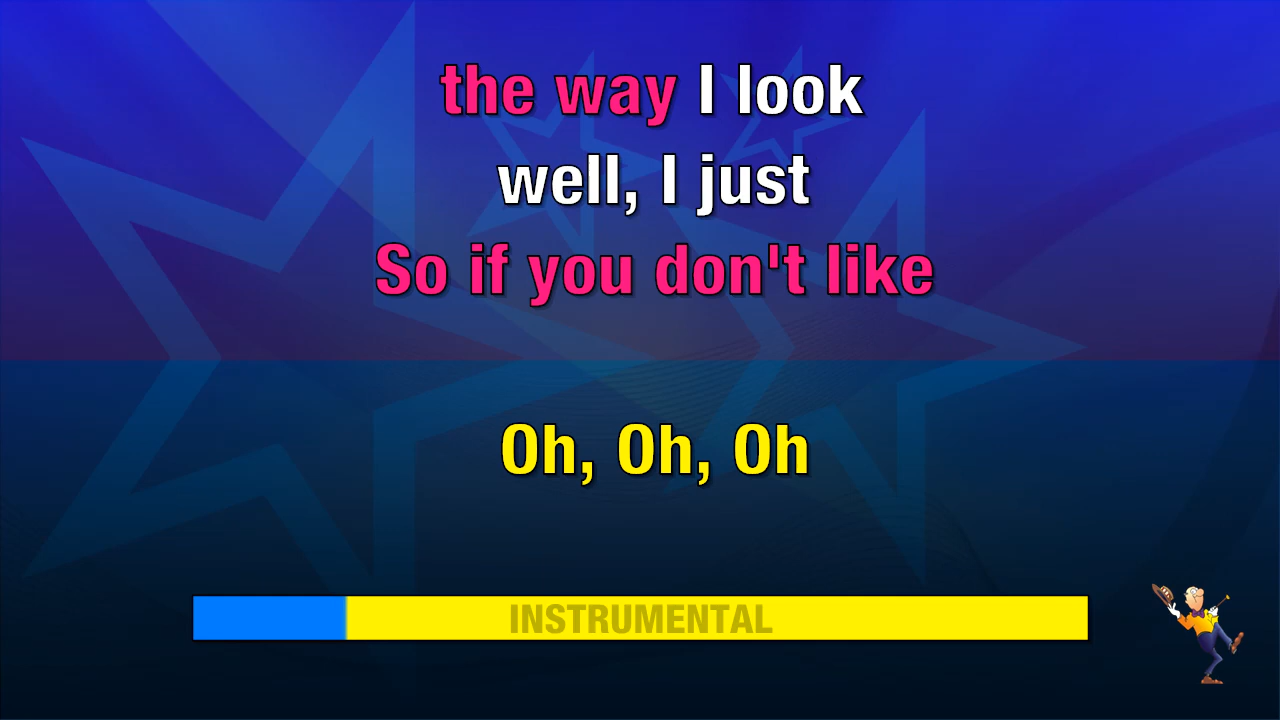 the way I look
well, I just
So if you don't like
Oh, Oh, Oh
INSTRUMENTAL